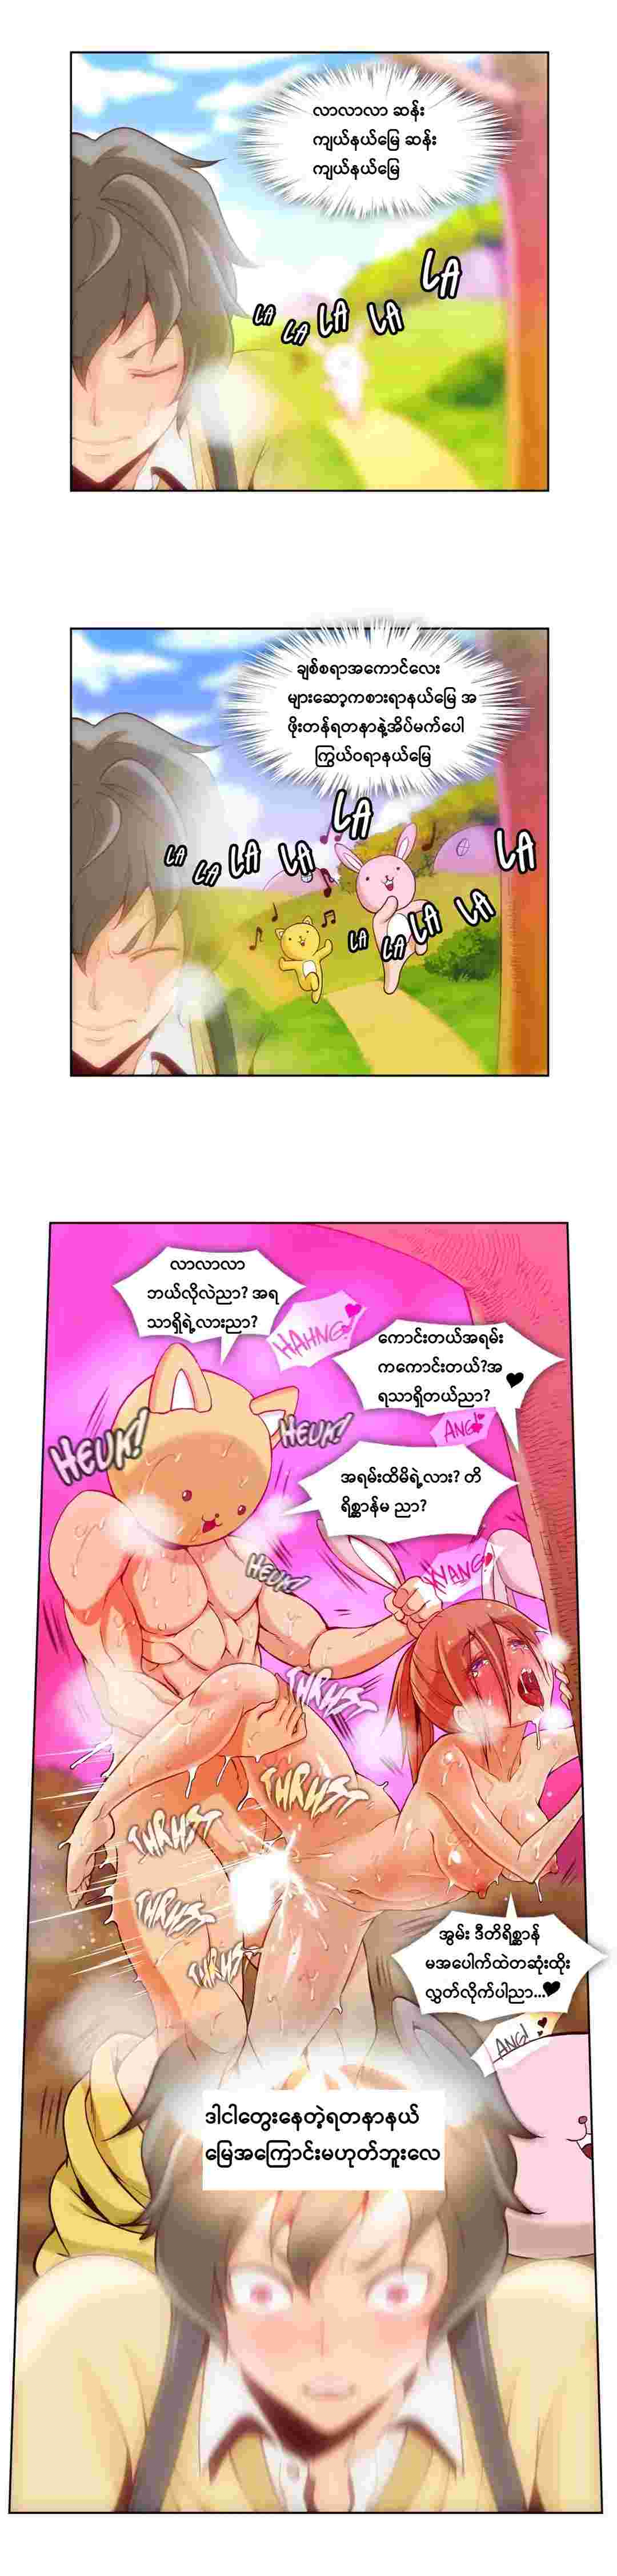 လာလာလာ ဆန်း
ကျယ်နယ်မြေ ဆန်း
ကျယ်နယ်မြေ
LA
LA LA LA LA
ချစ်စရာအကောင်လေး
များဆော့ကစားရာနယ်မြေ အ
ဖိုးတန်ရတနာနဲ့အိပ်မက်ပေါ
ကြွယ်ဝရာနယ်မြေ
LA
LA LA LA LA
LA
LA LA LA LA
လာလာလာ
ဘယ်လိုလဲညာ? အရ
သာရှိရဲ့လားညာ?
HAHNG
ကောင်းတယ်အရမ်း
ကကောင်းတယ်?အ
ရသာရှိတယ်ညာ?
HEUK!
HEUK!
ANG!
အရမ်းထိမိရဲ့လား? တိ
ရိစ္ဆာန်မ ညာ?
HEUK!
WANG
THRUST
THRUST
THRUST
THRUST
THRUST
အွမ်း ဒီတိရိစ္ဆာန်
မအပေါက်ထဲတဆုံးထိုး
လွှတ်လိုက်ပါညာ...
ANG!
ဒါငါတွေးနေတဲ့ရတနာနယ်
မြေအကြောင်းမဟုတ်ဘူးလေ